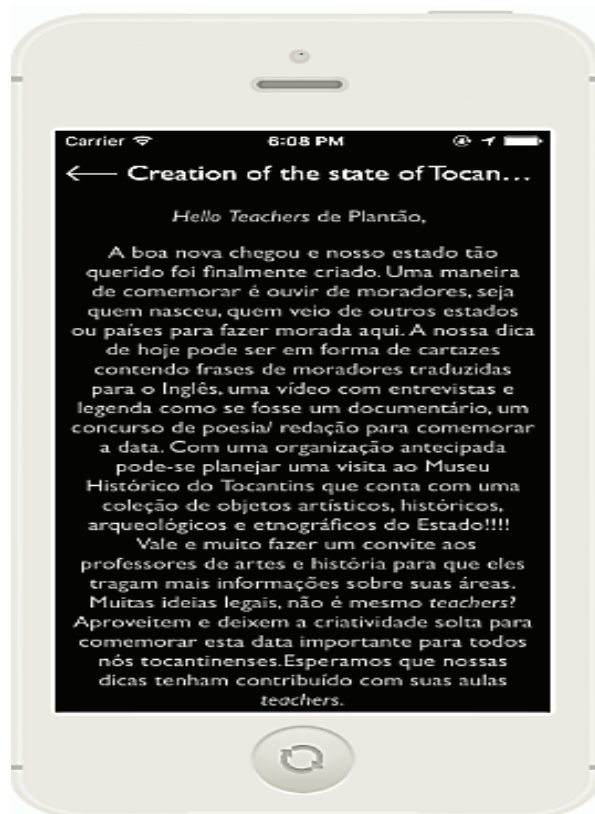 Carrier 6:08 PM
Creation of the state of Tocan...
Hello Teachers de Plantão,
A boa nova chegou e nosso estado tão
querido foi finalmente criado. Uma maneira
de comemorar é ouvir de moradores, seja
quem nasceu, quem veio de outros estados
ou países para fazer morada aqui. A nossa dica
de hoje pode ser em forma de cartazes
contendo frases de moradores traduzidas
para o Inglês, uma vídeo com entrevistas e
legenda como se fosse um documentário, um
concurso de poesia/ redação para comemorar
a data. Com uma organização antecipada
pode-se planejar uma visita ao Museu
Histórico do Tocantins que conta com uma
coleção de objetos artísticos, históricos,
arqueológicos e etnográficos do Estado!!!!
Vale e muito fazer um convite aos
professores de artes e história para que eles
tragam mais informações sobre suas áreas.
Muitas ideias legais, não é mesmo teachers?
Aproveitem e deixem a criatividade solta para
comemorar esta data importante para todos
nós tocantinenses.Esperamos que nossas
dicas tenham contribuído com suas aulas
teachers.